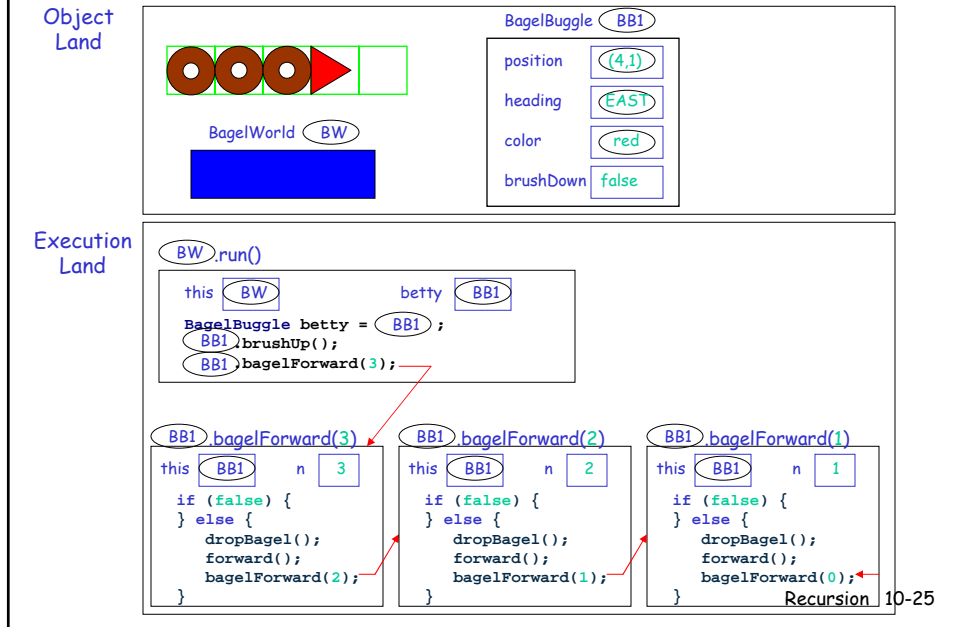 Object
Land
BagelBuggle BB1
position (4,1)
heading EAST
color red
brushDown false
BagelWorld BW
Execution
Land
BW.run()
this BW betty BB1
BagelBuggle betty = BB1 ;
BB1.brushUp();
BB1.bagelForward(3);
BB1.bagelForward(3)
this BB1 n 3
if (false) {
} else {
dropBagel();
forward();
bagelForward(2);
}
BB1.bagelForward(2)
this BB1 n 2
if (false) {
} else {
dropBagel();
forward();
bagelForward(1);
}
BB1.bagelForward(1)
this BB1 n 1
if (false) {
} else {
dropBagel();
forward();
bagelForward(0);
}
Recursion 10-25